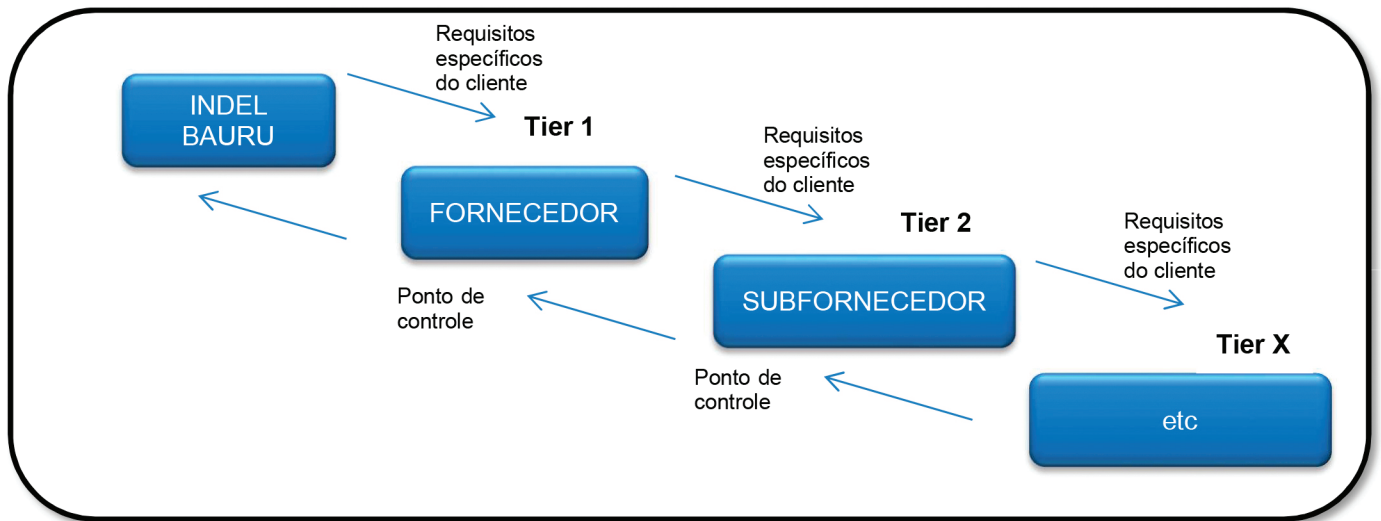 Requisitos
específicos
do cliente
INDEL
BAURU
Tier 1
Requisitos
específicos
do cliente
FORNECEDOR
Tier 2
Requisitos
específicos
do cliente
Ponto de
controle
SUBFORNECEDOR
Tier X
Ponto de
controle
etc